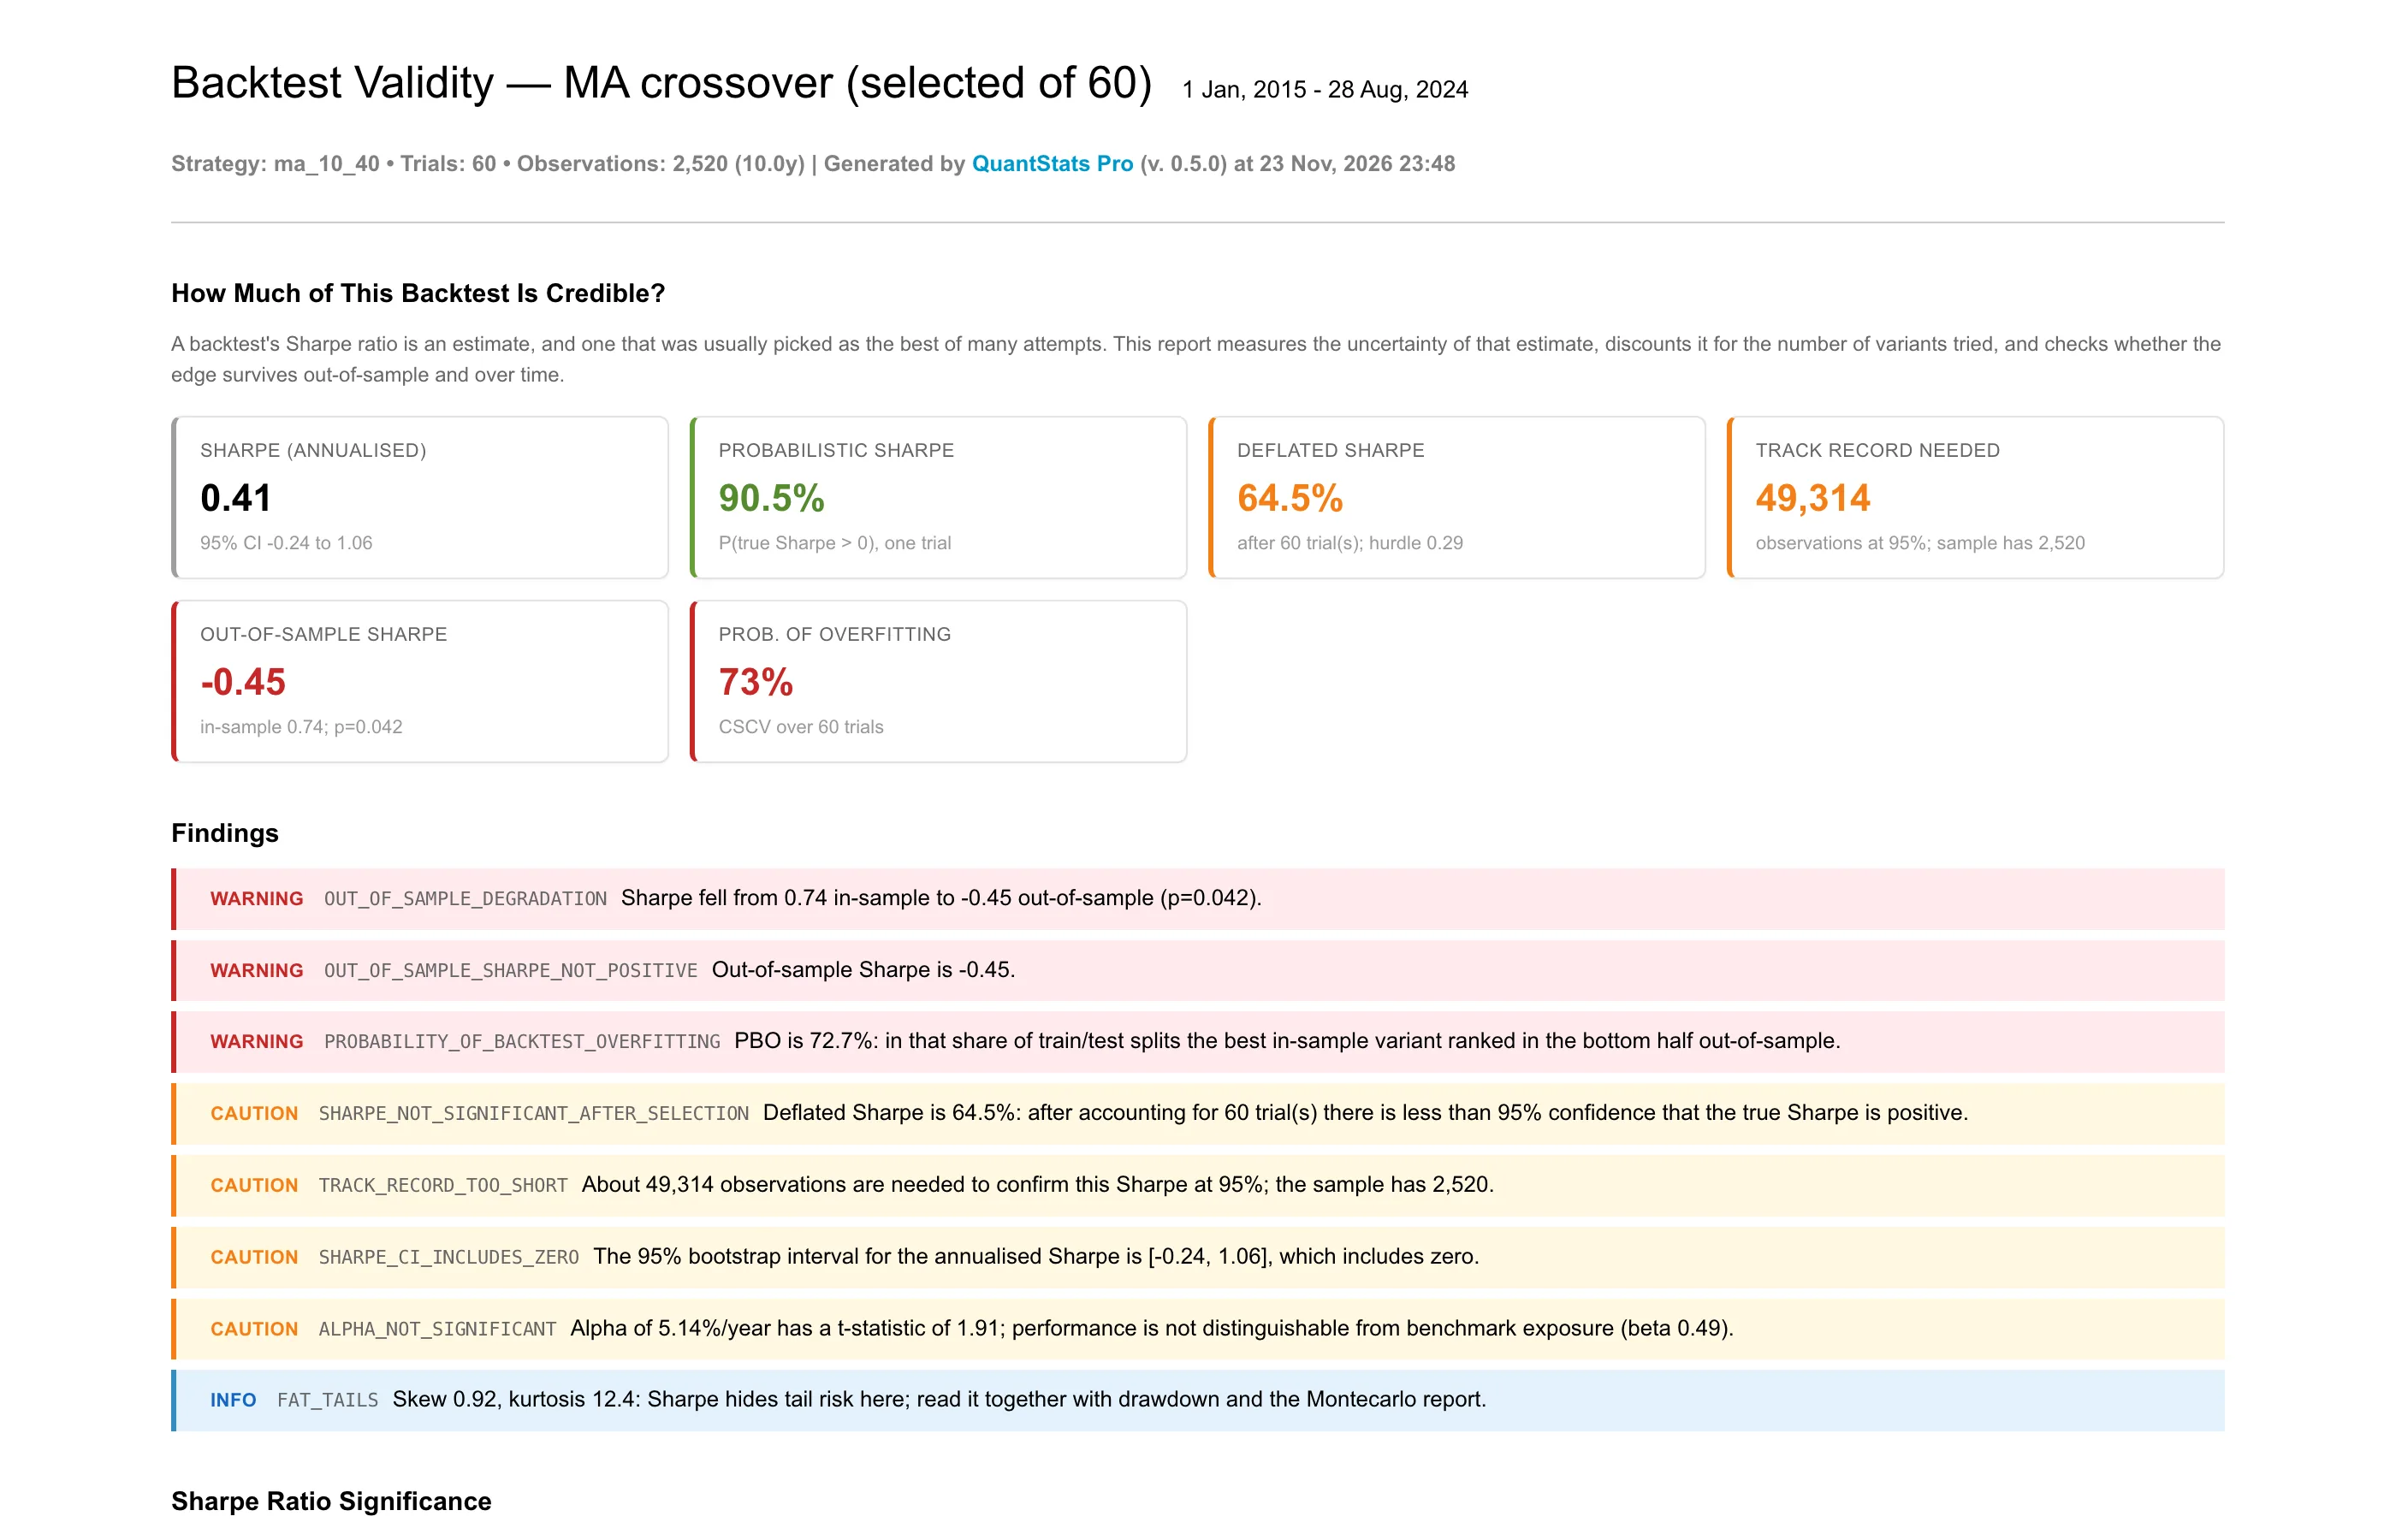 Backtest Validity — MA crossover (selected of 60) 1 Jan, 2015 - 28 Aug, 2024
Strategy: ma_10_40 • Trials: 60 • Observations: 2,520 (10.0y) | Generated by QuantStats Pro (v. 0.5.0) at 23 Nov, 2026 23:48
How Much of This Backtest Is Credible?
A backtest's Sharpe ratio is an estimate, and one that was usually picked as the best of many attempts. This report measures the uncertainty of that estimate, discounts it for the number of variants tried, and checks whether the
edge survives out-of-sample and over time.
SHARPE (ANNUALISED)
0.41
95% CI -0.24 to 1.06
PROBABILISTIC SHARPE
90.5%
P(true Sharpe > 0), one trial
DEFLATED SHARPE
64.5%
after 60 trial(s); hurdle 0.29
TRACK RECORD NEEDED
49,314
observations at 95%; sample has 2,520
OUT-OF-SAMPLE SHARPE
-0.45
in-sample 0.74; p=0.042
PROB. OF OVERFITTING
73%
CSCV over 60 trials
Findings
WARNING OUT_OF_SAMPLE_DEGRADATION Sharpe fell from 0.74 in-sample to -0.45 out-of-sample (p=0.042).
WARNING OUT_OF_SAMPLE_SHARPE_NOT_POSITIVE Out-of-sample Sharpe is -0.45.
WARNING PROBABILITY_OF_BACKTEST_OVERFITTING PBO is 72.7%: in that share of train/test splits the best in-sample variant ranked in the bottom half out-of-sample.
CAUTION SHARPE_NOT_SIGNIFICANT_AFTER_SELECTION Deflated Sharpe is 64.5%: after accounting for 60 trial(s) there is less than 95% confidence that the true Sharpe is positive.
CAUTION TRACK_RECORD_TOO_SHORT About 49,314 observations are needed to confirm this Sharpe at 95%; the sample has 2,520.
CAUTION SHARPE_CI_INCLUDES_ZERO The 95% bootstrap interval for the annualised Sharpe is [-0.24, 1.06], which includes zero.
CAUTION ALPHA_NOT_SIGNIFICANT Alpha of 5.14%/year has a t-statistic of 1.91; performance is not distinguishable from benchmark exposure (beta 0.49).
INFO FAT_TAILS Skew 0.92, kurtosis 12.4: Sharpe hides tail risk here; read it together with drawdown and the Montecarlo report.
Sharpe Ratio Significance